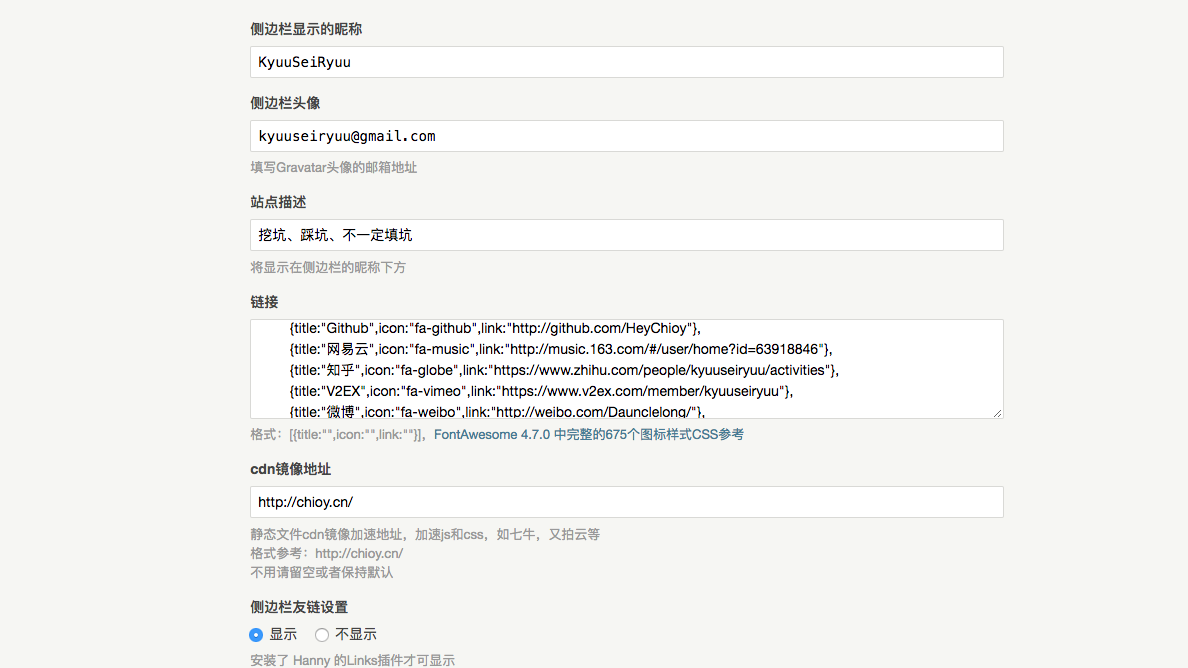 侧边栏显示的昵称
KyuuSeiRyuu
侧边栏头像
kyuuseiryuu@gmail.com
填写Gravatar头像的邮箱地址
站点描述
挖坑、踩坑、不一定填坑
将显示在侧边栏的昵称下方
链接
{title:"Github",icon:"fa-github",link:"http://github.com/HeyChioy"},
{title:"网易云",icon:"fa-music",link:"http://music.163.com/#/user/home?id=63918846"},
{title:"知乎",icon:"fa-globe",link:"https://www.zhihu.com/people/kyuuseiryuu/activities"},
{title:"V2EX",icon:"fa-vimeo",link:"https://www.v2ex.com/member/kyuuseiryuu"},
{title:"微博",icon:"fa-weibo",link:"http://weibo.com/Daunclelong/"},
格式：[{title:"",icon:"",link:""}]，FontAwesome 4.7.0 中完整的675个图标样式CSS参考
cdn镜像地址
http://chioy.cn/
静态文件cdn镜像加速地址，加速js和css，如七牛，又拍云等
格式参考：http://chioy.cn/
不用请留空或者保持默认
侧边栏友链设置
显示 不显示
安装了 Hanny 的Links插件才可显示